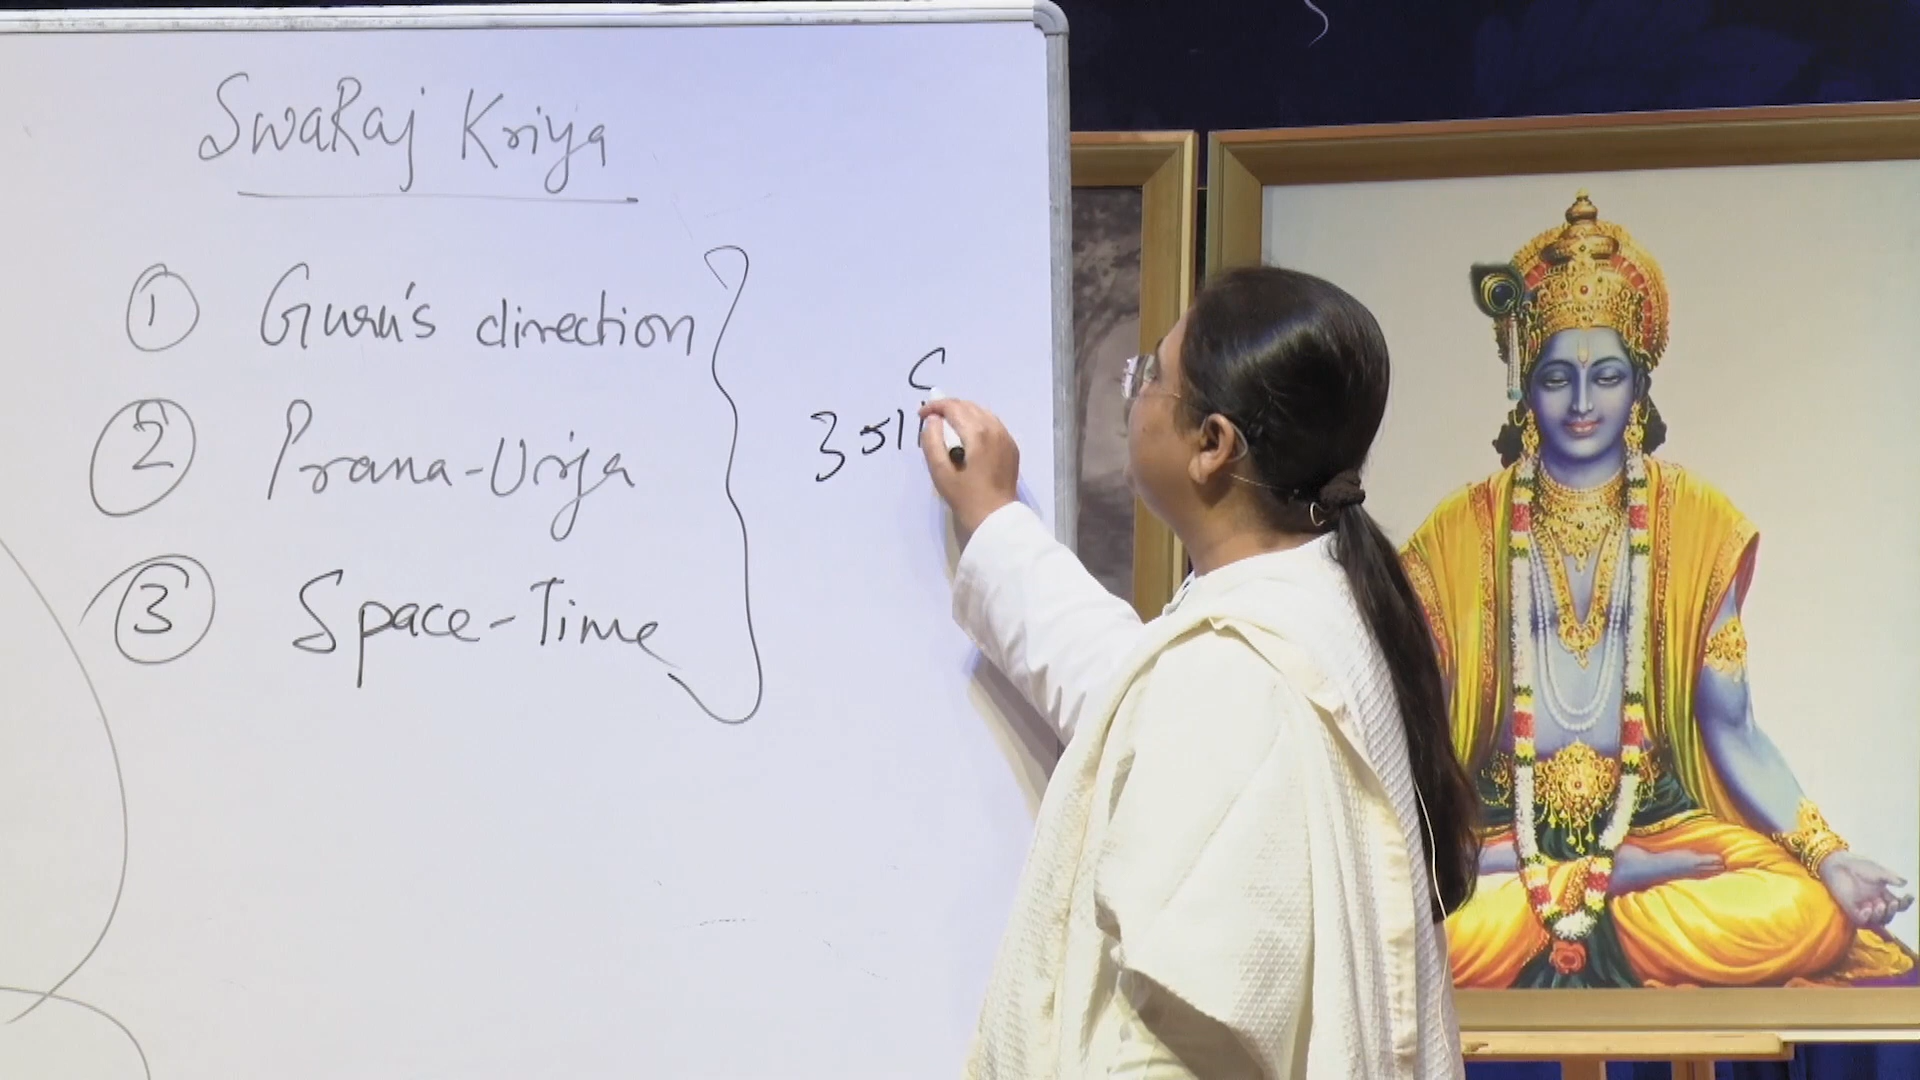 SwaRaj Kriya
① Guru's direction
② Prana-Urja
③ Space-Time